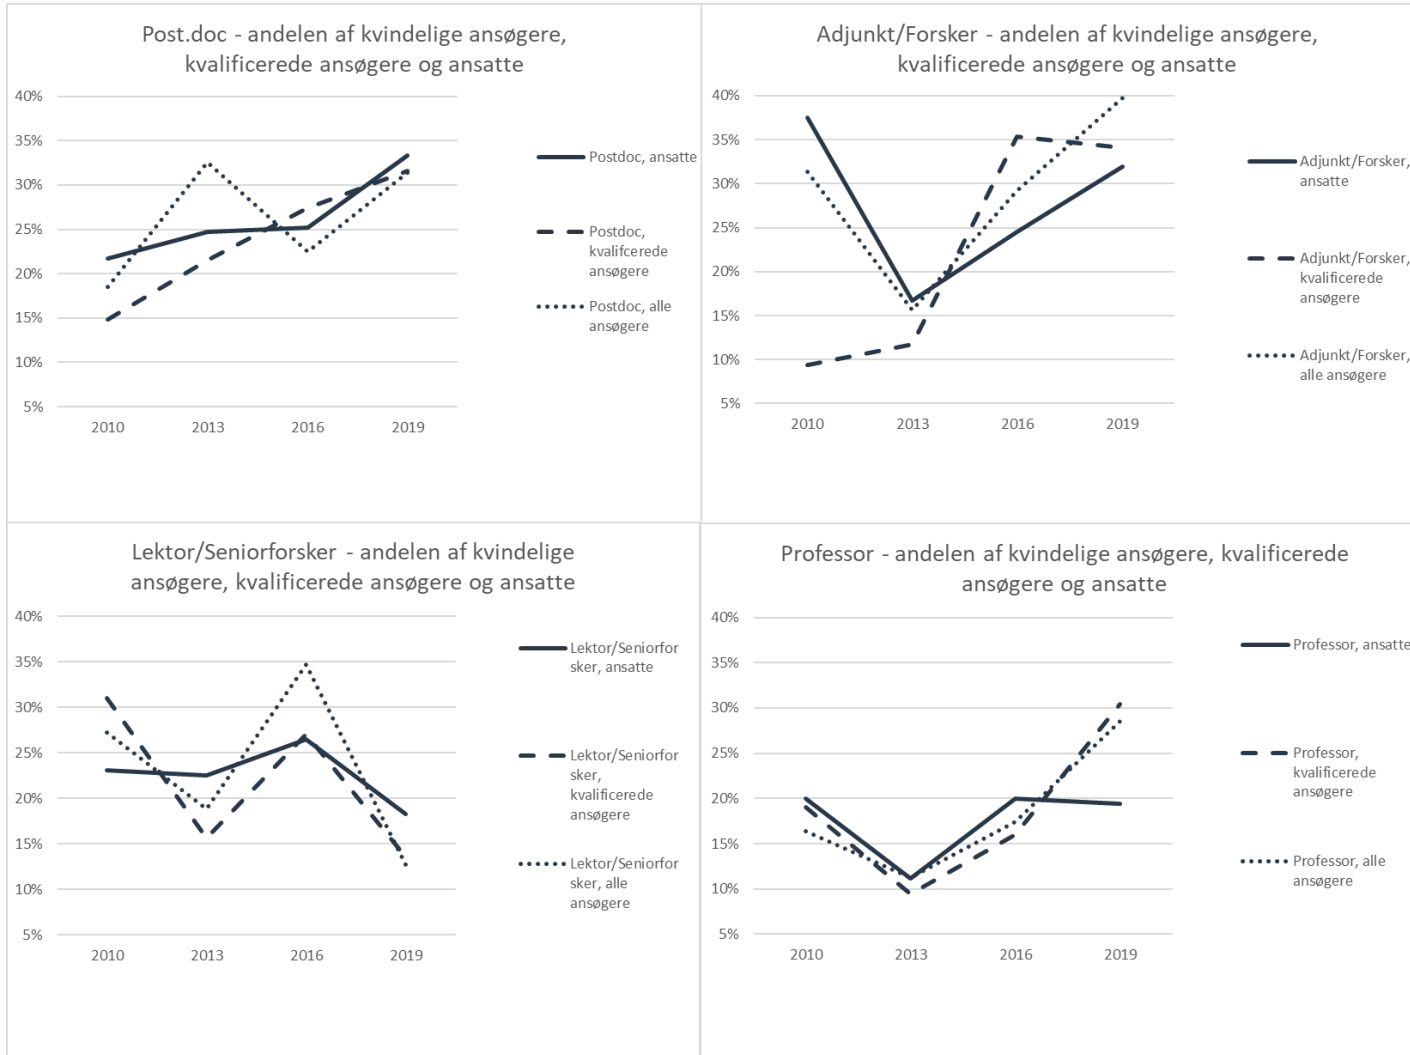 Post.doc - andelen af kvindelige ansøgere,
kvalificerede ansøgere og ansatte
40%
35%
30%
25%
20%
15%
10%
5%
2010 2013 2016 2019
Postdoc, ansatte
Postdoc,
kvalifcerede
ansøgere
Postdoc, alle
ansøgere
Adjunkt/Forsker - andelen af kvindelige ansøgere,
kvalificerede ansøgere og ansatte
40%
35%
30%
25%
20%
15%
10%
5%
2010 2013 2016 2019
Adjunkt/Forsker,
ansatte
Adjunkt/Forsker,
kvalificerede
ansøgere
Adjunkt/Forsker,
alle ansøgere
Lektor/Seniorforsker - andelen af kvindelige
ansøgere, kvalificerede ansøgere og ansatte
40%
35%
30%
25%
20%
15%
10%
5%
2010 2013 2016 2019
Lektor/Seniorfor
sker, ansatte
Lektor/Seniorfor
sker,
kvalificerede
ansøgere
Lektor/Seniorfor
sker, alle
ansøgere
Professor - andelen af kvindelige ansøgere, kvalificerede
ansøgere og ansatte
40%
35%
30%
25%
20%
15%
10%
5%
2010 2013 2016 2019
Professor, ansatte
Professor,
kvalificerede
ansøgere
Professor, alle
ansøgere